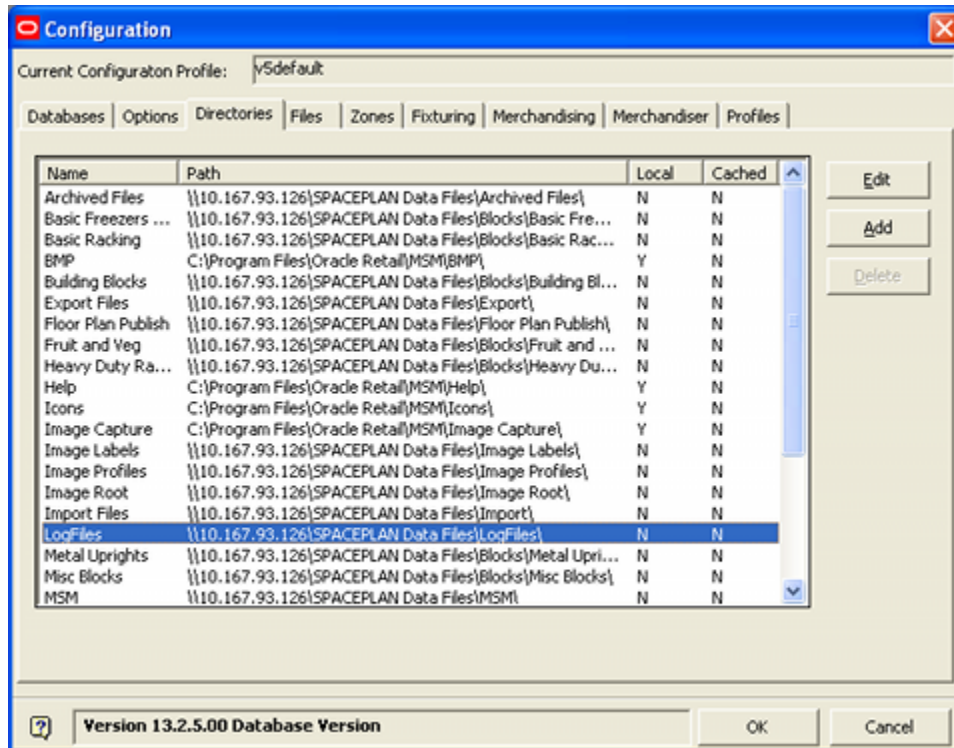 Configuration
Current Configuraton Profile: v5default
Databases Options Directories Files Zones Fixturing Merchandising Merchandiser Profiles
Name Path Local Cached
Archived Files \\10.167.93.126\SPACEPLAN Data Files\Archived Files\ N N
Basic Freezers ... \\10.167.93.126\SPACEPLAN Data Files\Blocks\Basic Fre... N N
Basic Racking \\10.167.93.126\SPACEPLAN Data Files\Blocks\Basic Rac... N N
BMP C:\Program Files\Oracle Retail\MSM\BMP\ Y N
Building Blocks \\10.167.93.126\SPACEPLAN Data Files\Blocks\Building Bl... N N
Export Files \\10.167.93.126\SPACEPLAN Data Files\Export\ N N
Floor Plan Publish \\10.167.93.126\SPACEPLAN Data Files\Floor Plan Publish\ N N
Fruit and Veg \\10.167.93.126\SPACEPLAN Data Files\Blocks\Fruit and ... N N
Heavy Duty Ra... \\10.167.93.126\SPACEPLAN Data Files\Blocks\Heavy Du... N N
Help C:\Program Files\Oracle Retail\MSM\Help\ Y N
Icons C:\Program Files\Oracle Retail\MSM\Icons\ Y N
Image Capture C:\Program Files\Oracle Retail\MSM\Image Capture\ Y N
Image Labels \\10.167.93.126\SPACEPLAN Data Files\Image Labels\ N N
Image Profiles \\10.167.93.126\SPACEPLAN Data Files\Image Profiles\ N N
Image Root \\10.167.93.126\SPACEPLAN Data Files\Image Root\ N N
Import Files \\10.167.93.126\SPACEPLAN Data Files\Import\ N N
LogFiles \\10.167.93.126\SPACEPLAN Data Files\LogFiles\ N N
Metal Uprights \\10.167.93.126\SPACEPLAN Data Files\Blocks\Metal Upri... N N
Misc Blocks \\10.167.93.126\SPACEPLAN Data Files\Blocks\Misc Blocks\ N N
MSM \\10.167.93.126\SPACEPLAN Data Files\MSM\ N N
Edit
Add
Delete
Version 13.2.5.00 Database Version
OK Cancel